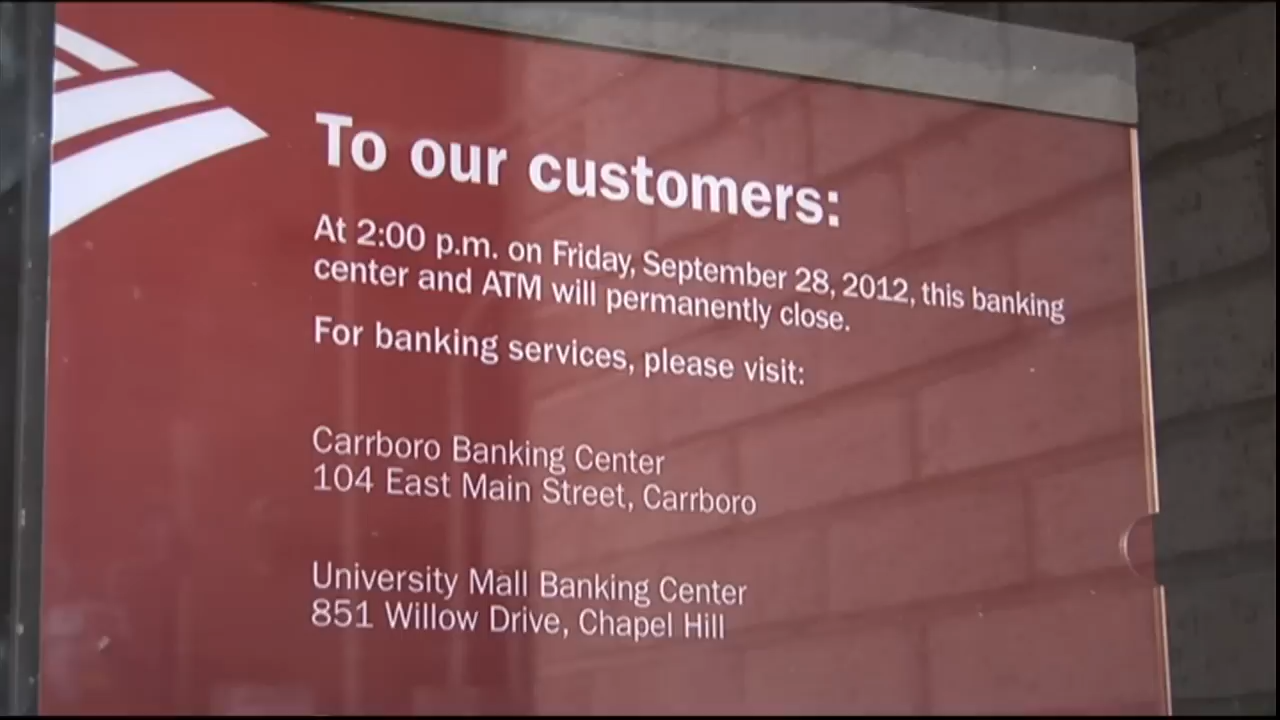 To our customers:
At 2:00 p.m. on Friday, September 28, 2012, this banking
center and ATM will permanently close.
For banking services, please visit:
Carrboro Banking Center
104 East Main Street, Carrboro
University Mall Banking Center
851 Willow Drive, Chapel Hill